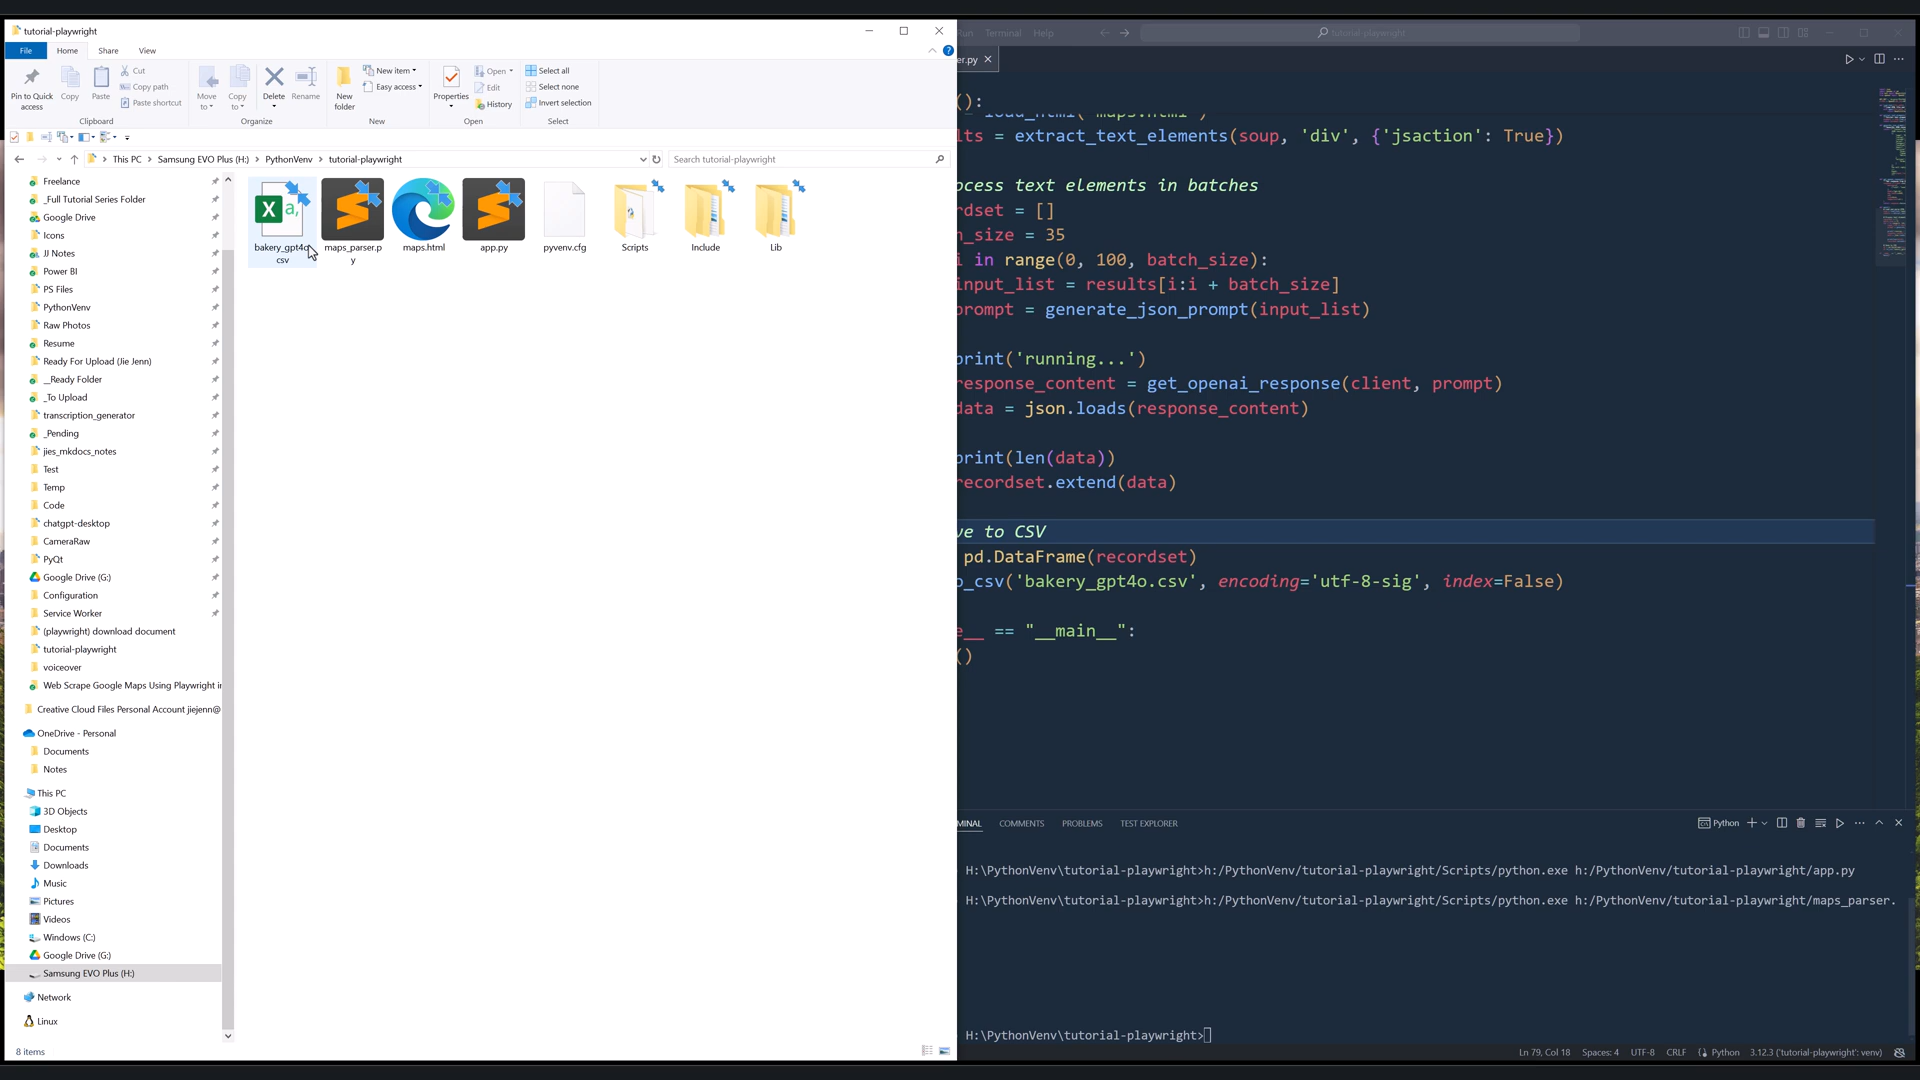 tutorial-playwright
File Home Share View
Pin to Quick access
Copy
Paste
Cut
Copy path
Paste shortcut
Clipboard
Move to
Copy to
Delete
Rename
Organize
New folder
New item
Easy access
New
Properties
Open
Edit
History
Open
Select all
Select none
Invert selection
Select
This PC > Samsung EVO Plus (H:) > PythonVenv > tutorial-playwright
Search tutorial-playwright
Freelance
_Full Tutorial Series Folder
Google Drive
Icons
JJ Notes
Power BI
PS Files
PythonVenv
Raw Photos
Resume
Ready For Upload (Jie Jenn)
__Ready Folder
_To Upload
transcription_generator
_Pending
jies_mkdocs_notes
Test
Temp
Code
chatgpt-desktop
CameraRaw
PyQt
Google Drive (G:)
Configuration
Service Worker
(playwright) download document
tutorial-playwright
voiceover
Web Scrape Google Maps Using Playwright in
Creative Cloud Files Personal Account jiejenn@
OneDrive - Personal
Documents
Notes
This PC
3D Objects
Desktop
Documents
Downloads
Music
Pictures
Videos
Windows (C:)
Google Drive (G:)
Samsung EVO Plus (H:)
Network
Linux
8 items
bakery_gpt4o
csv
maps_parser.p
y
maps.html
app.py
pyvenv.cfg
Scripts
Include
Lib
Run Terminal Help
tutorial-playwright
er.py
():
load_html("maps.html")
lts = extract_text_elements(soup, 'div', {'jsaction': True})
ocess text elements in batches
rdset = []
h_size = 35
i in range(0, 100, batch_size):
input_list = results[i:i + batch_size]
prompt = generate_json_prompt(input_list)
print('running...')
response_content = get_openai_response(client, prompt)
data = json.loads(response_content)
print(len(data))
recordset.extend(data)
ve to CSV
pd.DataFrame(recordset)
o_csv('bakery_gpt4o.csv', encoding='utf-8-sig', index=False)
e__ == "__main__":
()
MINAL COMMENTS PROBLEMS TEST EXPLORER
Python
H:\PythonVenv\tutorial-playwright>h:/PythonVenv/tutorial-playwright/Scripts/python.exe h:/PythonVenv/tutorial-playwright/app.py
H:\PythonVenv\tutorial-playwright>h:/PythonVenv/tutorial-playwright/Scripts/python.exe h:/PythonVenv/tutorial-playwright/maps_parser.
H:\PythonVenv\tutorial-playwright>
Ln 79, Col 18 Spaces: 4 UTF-8 CRLF Python 3.12.3 ('tutorial-playwright': venv)